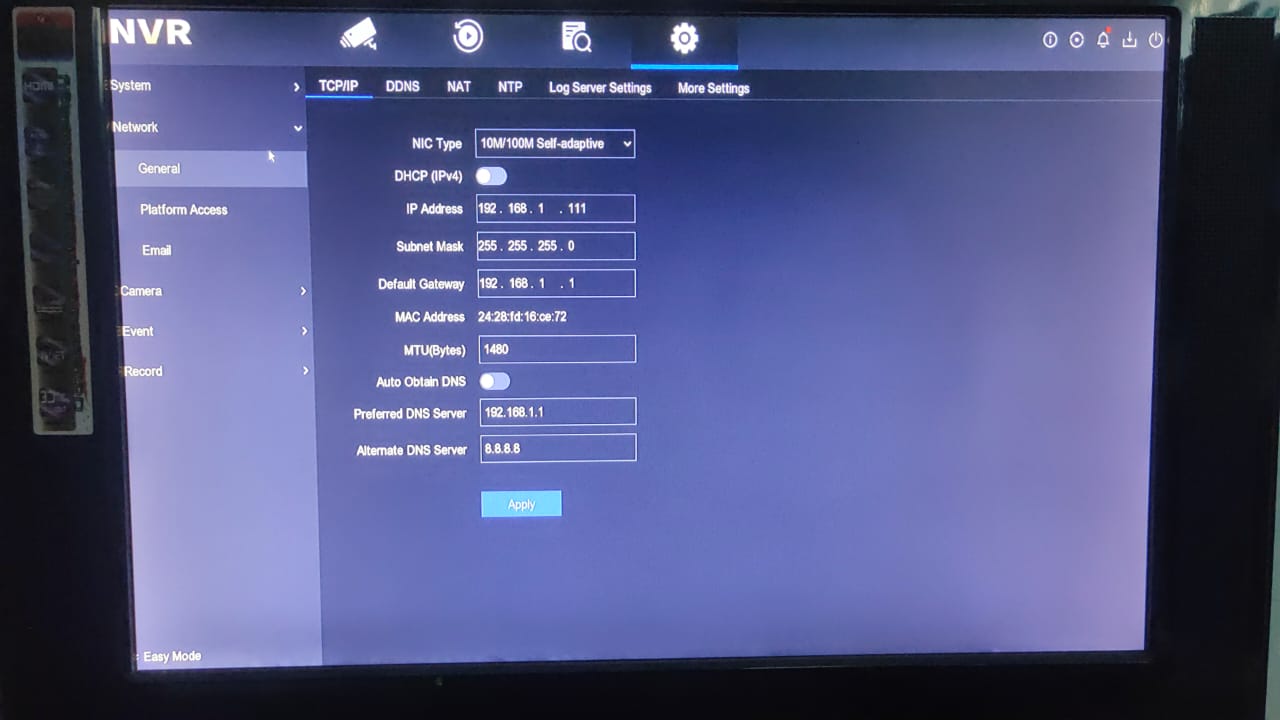 NVR
System
Network
General
Platform Access
Email
Camera
Event
Record
Easy Mode
TCP/IP DDNS NAT NTP Log Server Settings More Settings
NIC Type 10M/100M Self-adaptive
DHCP (IPv4)
IP Address 192 . 168 . 1 . 111
Subnet Mask 255 . 255 . 255 . 0
Default Gateway 192 . 168 . 1 . 1
MAC Address 24:28:fd:16:ce:72
MTU(Bytes) 1480
Auto Obtain DNS
Preferred DNS Server 192.168.1.1
Alternate DNS Server 8.8.8.8
Apply